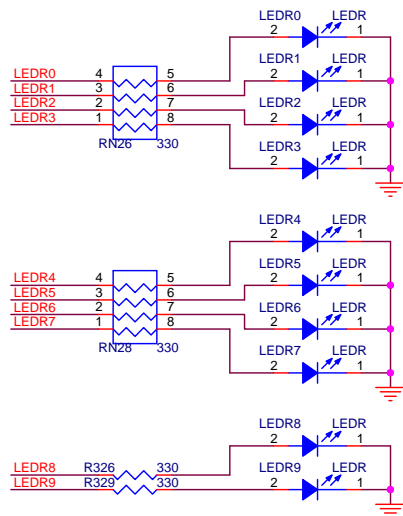 LEDR0 LEDR
2 1
LEDR1 LEDR
LEDR0 4 5 2 1
LEDR1 3 6
LEDR2 2 7 LEDR2 LEDR
LEDR3 1 8 2 1
RN26 330
LEDR3 LEDR
2 1
LEDR4 LEDR
2 1
LEDR5 LEDR
LEDR4 4 5 2 1
LEDR5 3 6
LEDR6 2 7 LEDR6 LEDR
LEDR7 1 8 2 1
RN28 330
LEDR7 LEDR
2 1
LEDR8 LEDR
2 1
LEDR8 R326 330 LEDR9 LEDR
LEDR9 R329 330 2 1